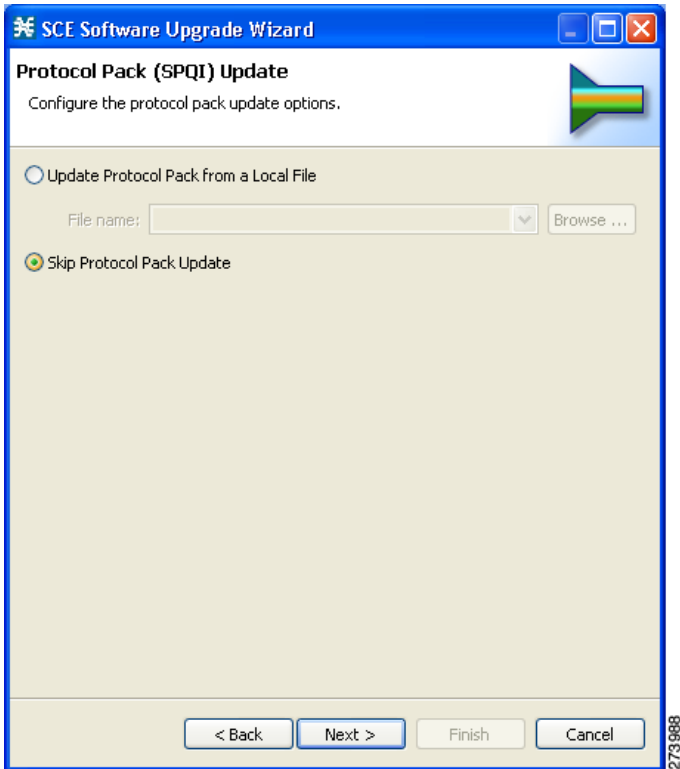 SCE Software Upgrade Wizard
Protocol Pack (SPQI) Update
Configure the protocol pack update options.
Update Protocol Pack from a Local File
File name:
Browse ...
Skip Protocol Pack Update
< Back
Next >
Finish
Cancel
273988